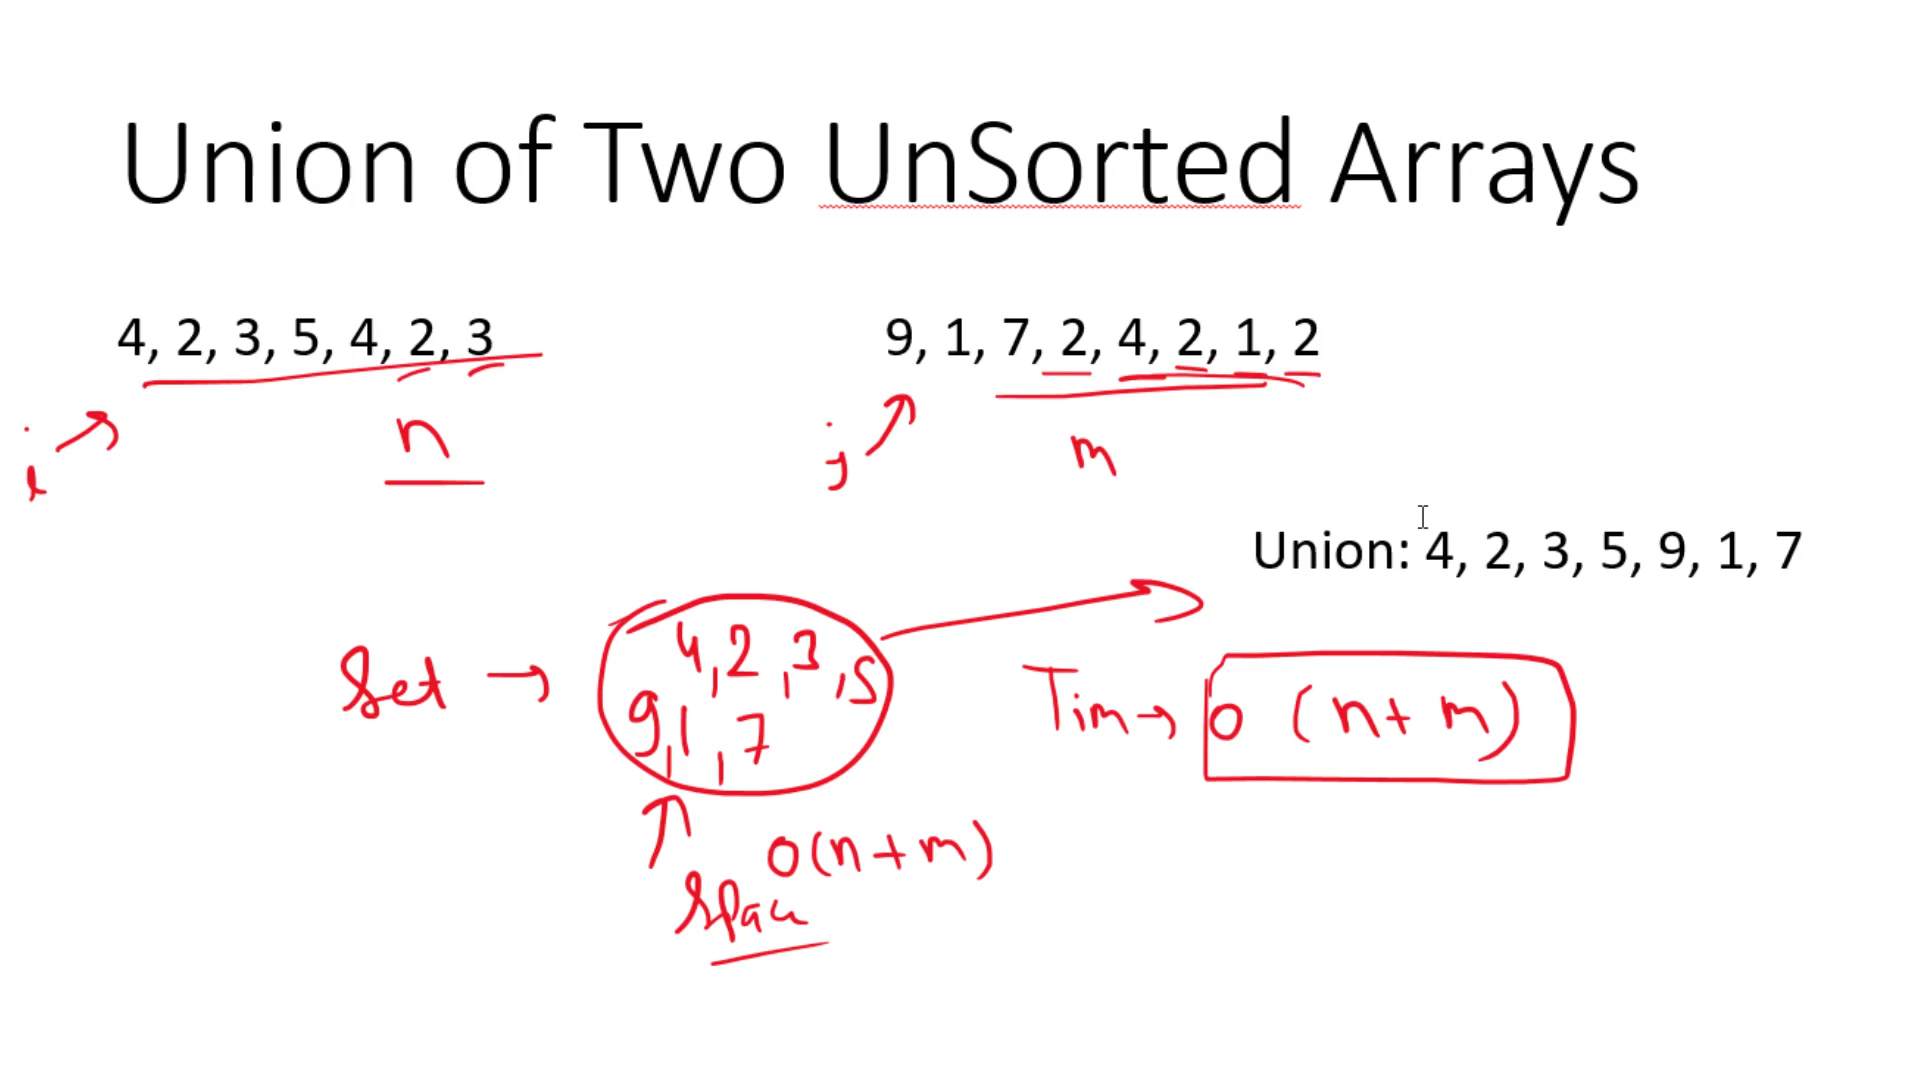 Union of Two UnSorted Arrays
4, 2, 3, 5, 4, 2, 3
9, 1, 7, 2, 4, 2, 1, 2
i
n
j
m
Union: 4, 2, 3, 5, 9, 1, 7
Set →
4, 2, 3, 5
9, 1, 7
Tim → O (n+m)
O(n+m)
Spac